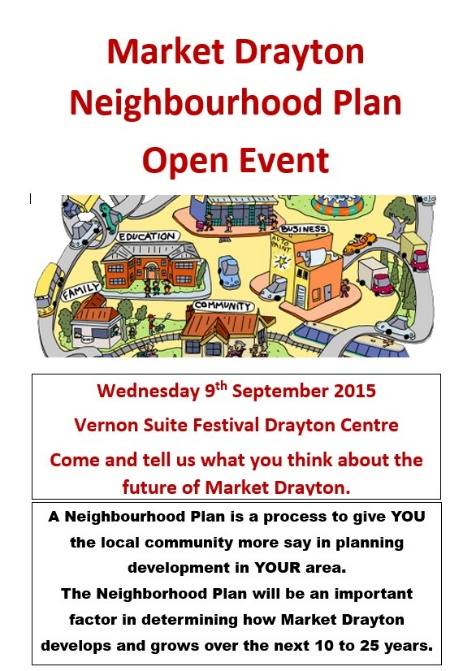 Market Drayton
Neighbourhood Plan
Open Event
EDUCATION
BUSINESS
AUTO
PAINT
FAMILY
COMMUNITY
Wednesday 9th September 2015
Vernon Suite Festival Drayton Centre
Come and tell us what you think about the
future of Market Drayton.
A Neighbourhood Plan is a process to give YOU
the local community more say in planning
development in YOUR area.
The Neighborhood Plan will be an important
factor in determining how Market Drayton
develops and grows over the next 10 to 25 years.